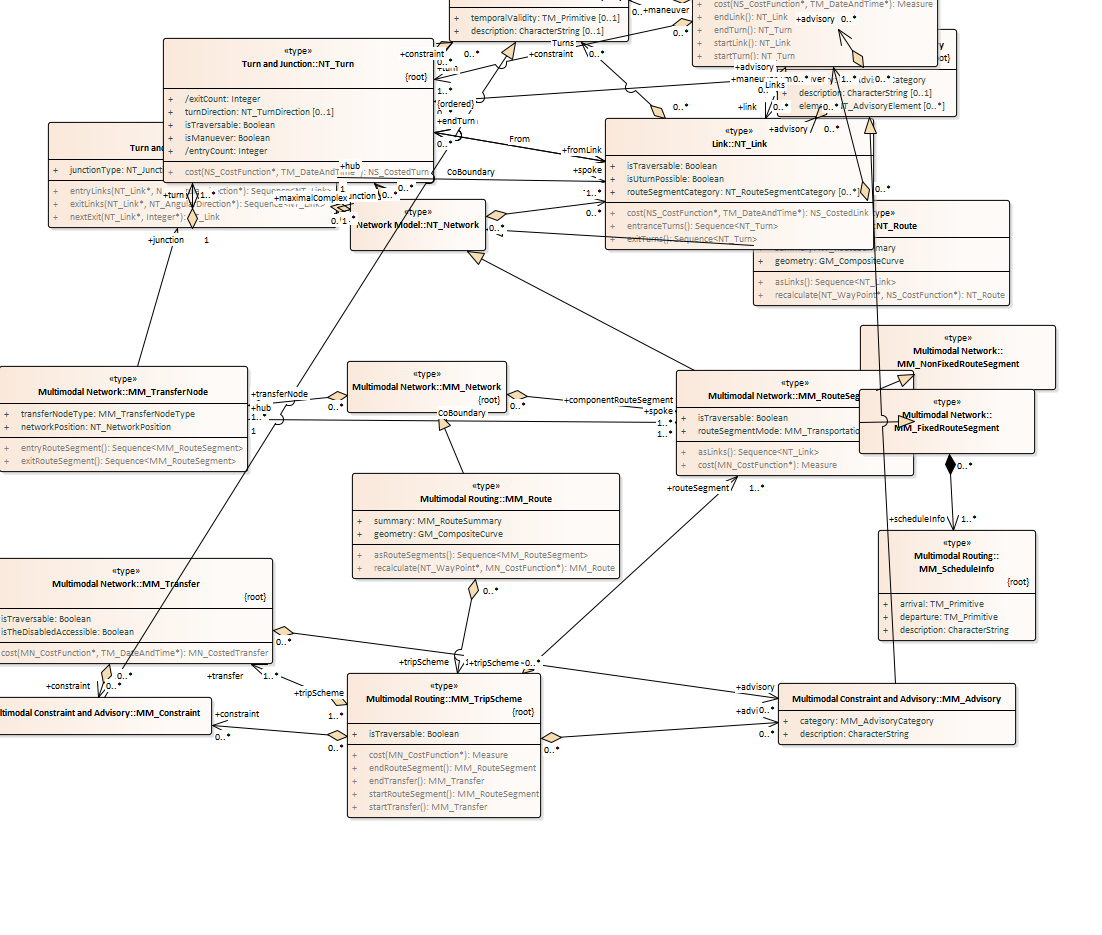 temporalValidity: TM_Primitive [0..1]
+ description: CharacterString [0..1]
0..
+maneuver
0..*
cost(NS_CostFunction*, TM_DateAndTime*): Measure
+ endLink(): NT_Link
+ endTurn(): NT_Turn
+ startLink(): NT_Link
+ startTurn(): NT_Turn
+advisory 0..*
«type»
Turn and Junction::NT_Turn
{root}
+ /exitCount: Integer
+ turnDirection: NT_TurnDirection [0..1]
+ isTraversable: Boolean
+ isManuever: Boolean
+ /entryCount: Integer
+ cost(NS_CostFunction*, TM_DateAndTime*): NS_CostedTurn
+constraint
0..*
Turns
+constraint
0..*
1..*
{ordered}
+endTurn
0..*
From
+fromLink
+spoke
1..*
0..*
CoBoundary
+advisory
Links
+link
+advisory 0..*
description: CharacterString [0..1]
Turn and
+ junctionType: NT_Junct
+ entryLinks(NT_Link*,
+ exitLinks(NT_Link*,
+ nextExit(NT_Link*, Integer*):
+hub
+turn
1..*
1
+maximalComplex
0..*
«type»
Link::NT_Link
+ isTraversable: Boolean
+ isUturnPossible: Boolean
+ routeSegmentCategory: NT_RouteSegmentCategory [0..*]
+ cost(NS_CostFunction*, TM_DateAndTime*): NS_CostedLink
+ entranceTurns(): Sequence<NT_Turn>
+ exitTurns(): Sequence<NT_Turn>
0..*
«type»
Network Model::NT_Network
0..*
NT_Route
+ geometry: GM_CompositeCurve
+ asLinks(): Sequence<NT_Link>
+ recalculate(NT_WayPoint*, NS_CostFunction*): NT_Route
+junction 1
«type»
Multimodal Network::
MM_NonFixedRouteSegment
«type»
Multimodal Network::MM_TransferNode
+ transferNodeType: MM_TransferNodeType
+ networkPosition: NT_NetworkPosition
+ entryRouteSegment(): Sequence<MM_RouteSegment>
+ exitRouteSegment(): Sequence<MM_RouteSegment>
+transferNode
0..*
+hub
1..*
1
«type»
Multimodal Network::MM_Network
{root}
CoBoundary
0..*
+componentRouteSegment
+spoke
1..*
1..*
«type»
Multimodal Network::MM_RouteSeg
+ isTraversable: Boolean
+ routeSegmentMode: MM_Transportatio
+ asLinks(): Sequence<NT_Link>
+ cost(MN_CostFunction*): Measure
«type»
Multimodal Network::
MM_FixedRouteSegment
0..*
+routeSegment 1..*
«type»
Multimodal Routing::MM_Route
+ summary: MM_RouteSummary
+ geometry: GM_CompositeCurve
+ asRouteSegments(): Sequence<MM_RouteSegment>
+ recalculate(NT_WayPoint*, MN_CostFunction*): MM_Route
0..*
+scheduleInfo 1..*
«type»
Multimodal Routing::
MM_ScheduleInfo
{root}
+ arrival: TM_Primitive
+ departure: TM_Primitive
+ description: CharacterString
«type»
Multimodal Network::MM_Transfer
{root}
isTraversable: Boolean
isTheDisabledAccessible: Boolean
cost(MN_CostFunction*, TM_DateAndTime*): MN_CostedTransfer
0..*
0..*
+constraint 0..*
+transfer 1..*
+tripScheme
1..*
+tripScheme
+tripScheme 0..*
ltimodal Constraint and Advisory::MM_Constraint
+constraint
0..*
0..*
«type»
Multimodal Routing::MM_TripScheme
{root}
+ isTraversable: Boolean
+ cost(MN_CostFunction*): Measure
+ endRouteSegment(): MM_RouteSegment
+ endTransfer(): MM_Transfer
+ startRouteSegment(): MM_RouteSegment
+ startTransfer(): MM_Transfer
0..*
+advisory
+advi 0..*
0..*
Multimodal Constraint and Advisory::MM_Advisory
+ category: MM_AdvisoryCategory
+ description: CharacterString